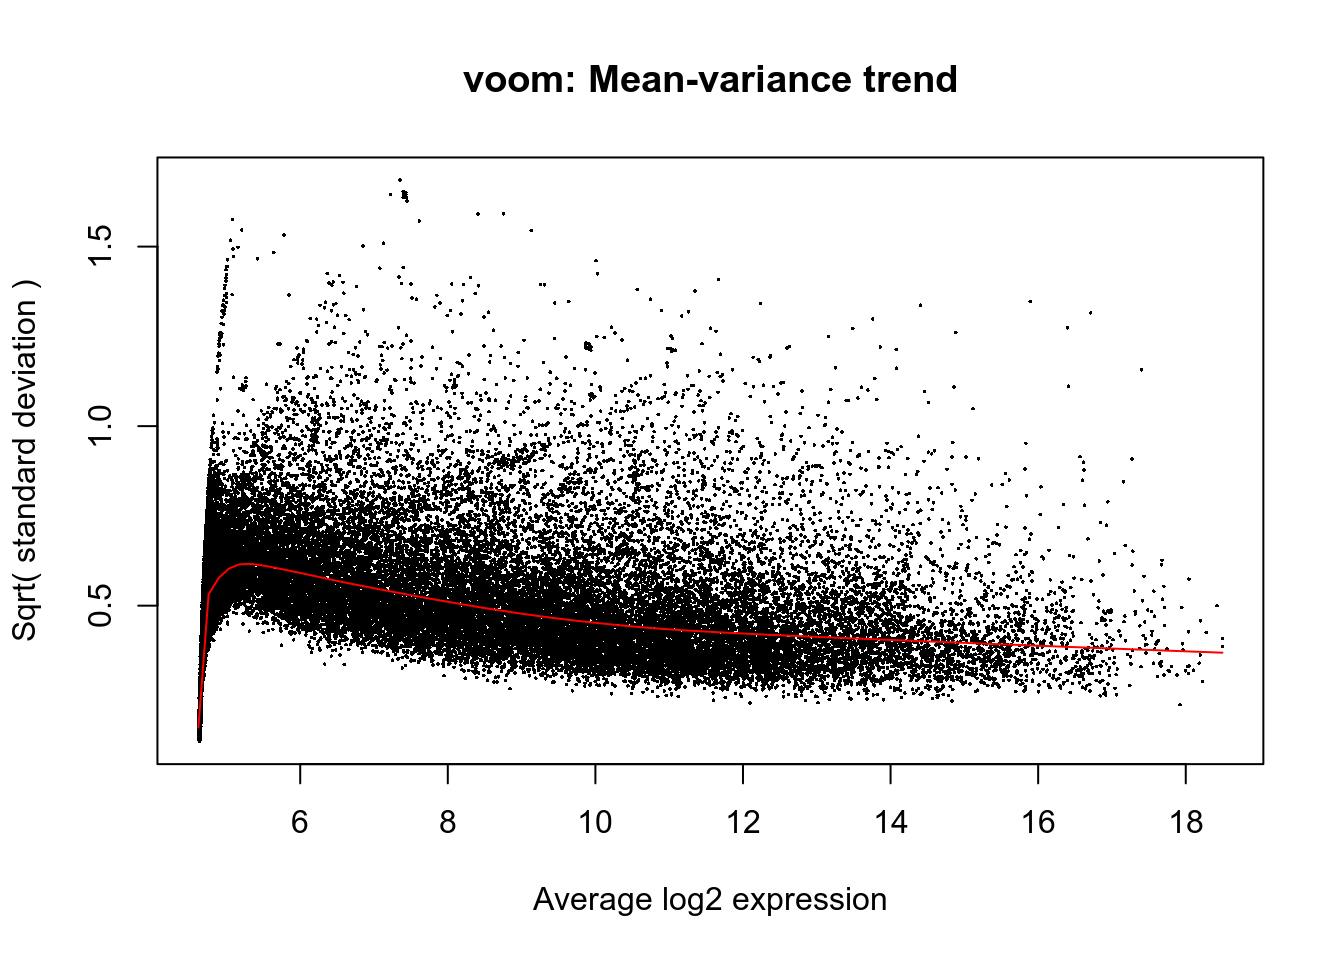 voom: Mean-variance trend
Sqrt( standard deviation )
1.5
1.0
0.5
6 8 10 12 14 16 18
Average log2 expression